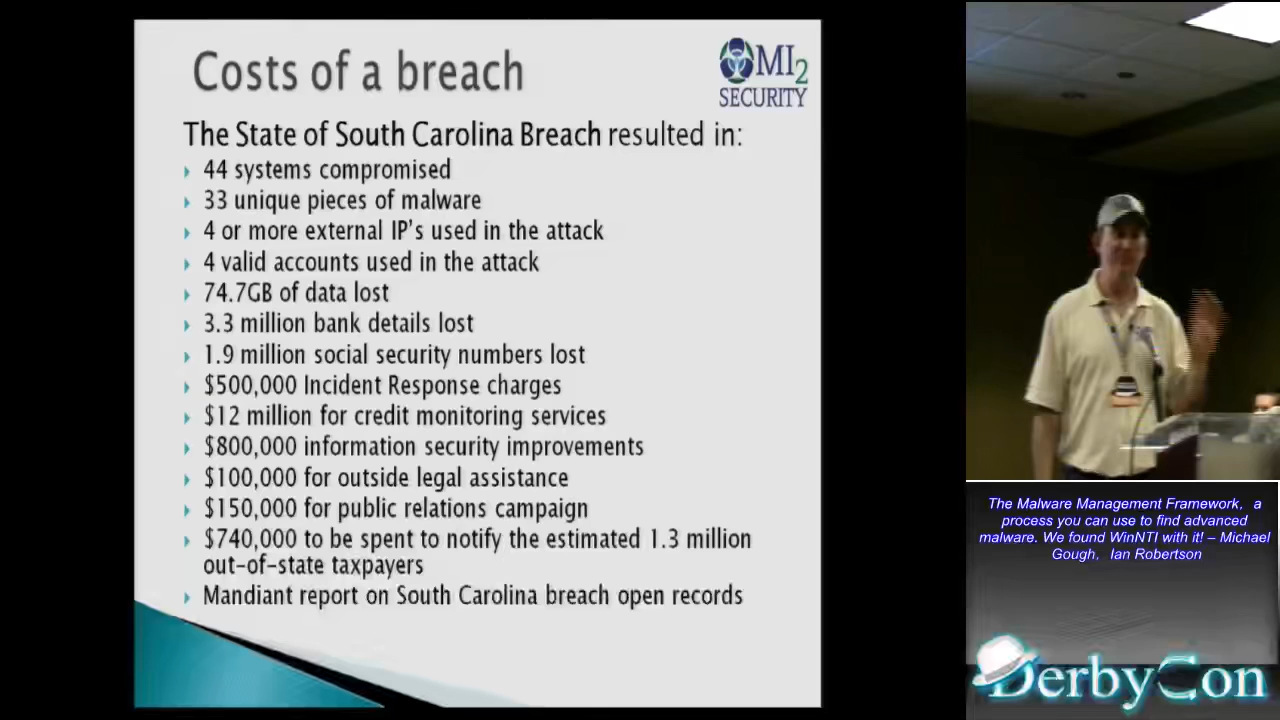 Costs of a breach
MI2
SECURITY
The State of South Carolina Breach resulted in:
44 systems compromised
33 unique pieces of malware
4 or more external IP's used in the attack
4 valid accounts used in the attack
74.7GB of data lost
3.3 million bank details lost
1.9 million social security numbers lost
$500,000 Incident Response charges
$12 million for credit monitoring services
$800,000 information security improvements
$100,000 for outside legal assistance
$150,000 for public relations campaign
$740,000 to be spent to notify the estimated 1.3 million
out-of-state taxpayers
Mandiant report on South Carolina breach open records
The Malware Management Framework, a
process you can use to find advanced
malware. We found WinNTI with it! – Michael
Gough, Ian Robertson
DerbyCon